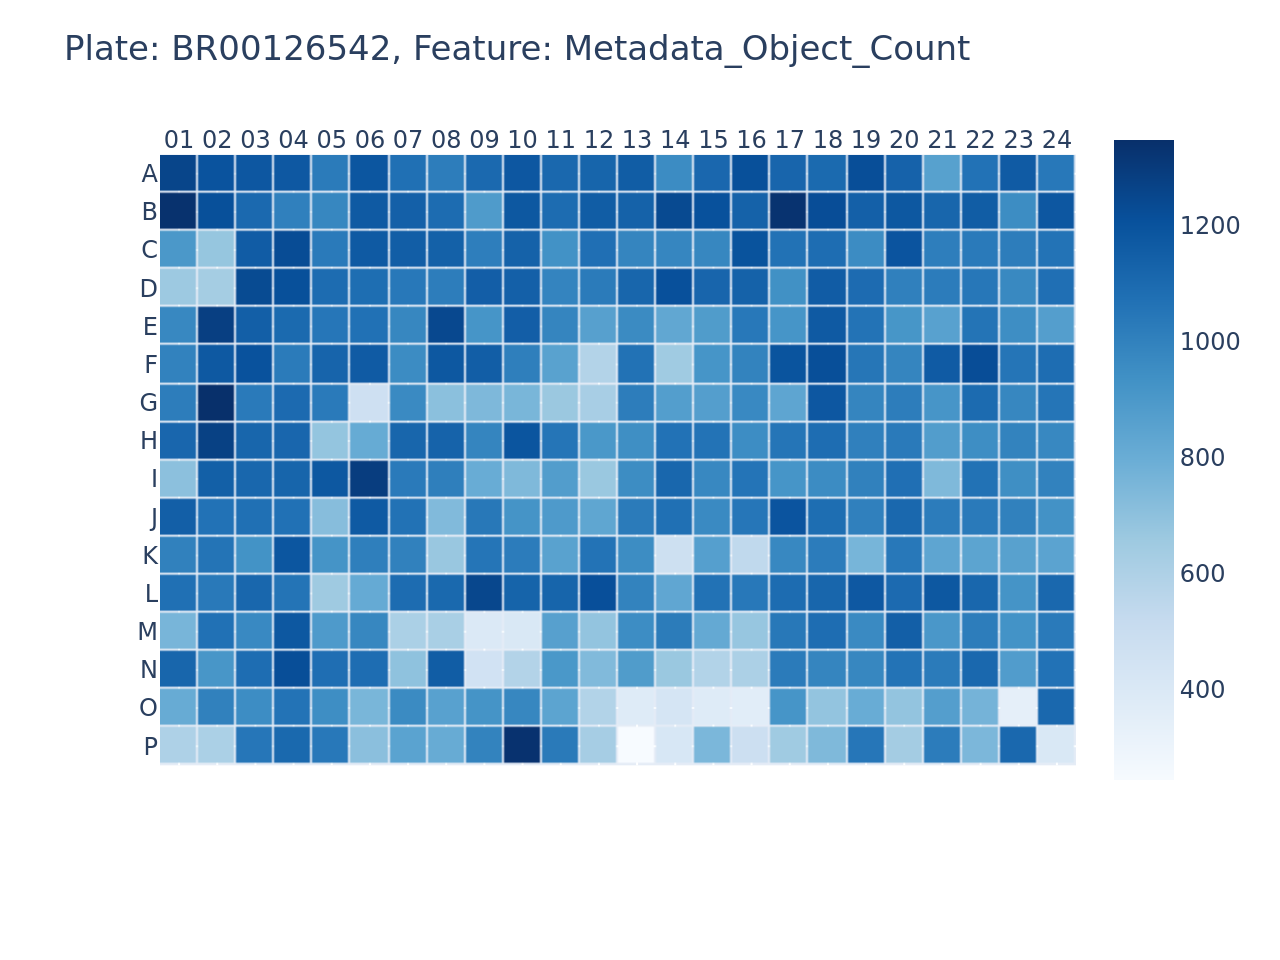 Plate: BR00126542, Feature: Metadata_Object_Count
01 02 03 04 05 06 07 08 09 10 11 12 13 14 15 16 17 18 19 20 21 22 23 24
A
B
C
D
E
F
G
H
I
J
K
L
M
N
O
P
1200
1000
800
600
400